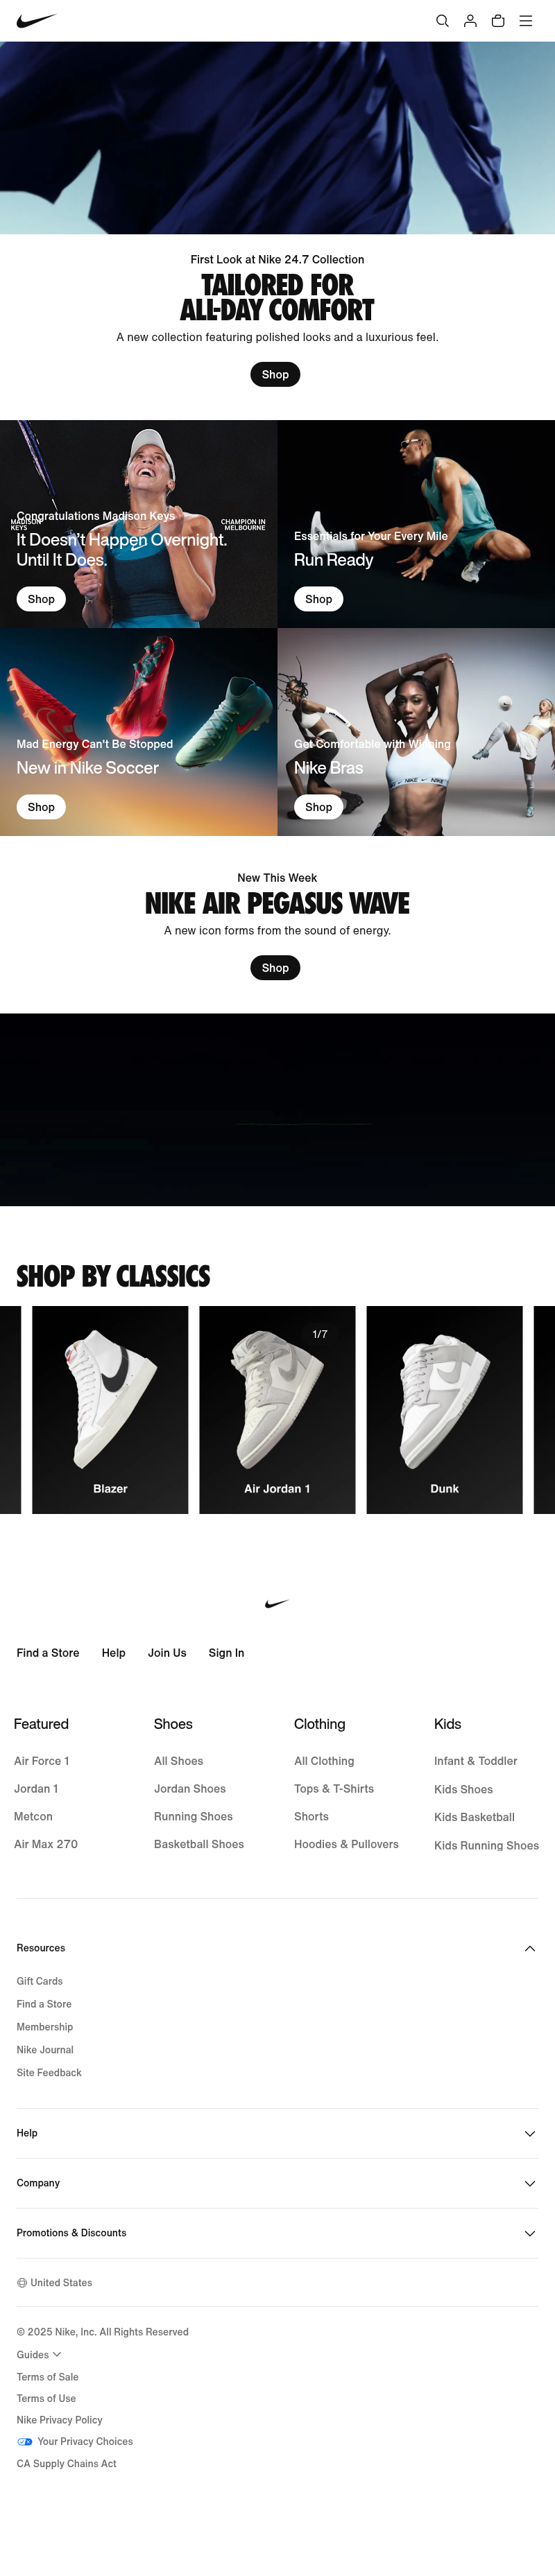 First Look at Nike 24.7 Collection
TAILORED FOR
ALL-DAY COMFORT
A new collection featuring polished looks and a luxurious feel.
Shop
MADISON
KEYS
CHAMPION IN
MELBOURNE
Congratulations Madison Keys
It Doesn't Happen Overnight.
Until It Does.
Shop
Essentials for Your Every Mile
Run Ready
Shop
Mad Energy Can't Be Stopped
New in Nike Soccer
Shop
Get Comfortable with Winning
Nike Bras
NIKE
NIKE
Shop
New This Week
NIKE AIR PEGASUS WAVE
A new icon forms from the sound of energy.
Shop
SHOP BY CLASSICS
1/7
Blazer
Air Jordan 1
Dunk
Find a Store
Help
Join Us
Sign In
Featured
Air Force 1
Jordan 1
Metcon
Air Max 270
Shoes
All Shoes
Jordan Shoes
Running Shoes
Basketball Shoes
Clothing
All Clothing
Tops & T-Shirts
Shorts
Hoodies & Pullovers
Kids
Infant & Toddler
Kids Shoes
Kids Basketball
Kids Running Shoes
Resources
Gift Cards
Find a Store
Membership
Nike Journal
Site Feedback
Help
Company
Promotions & Discounts
United States
© 2025 Nike, Inc. All Rights Reserved
Guides
Terms of Sale
Terms of Use
Nike Privacy Policy
Your Privacy Choices
CA Supply Chains Act